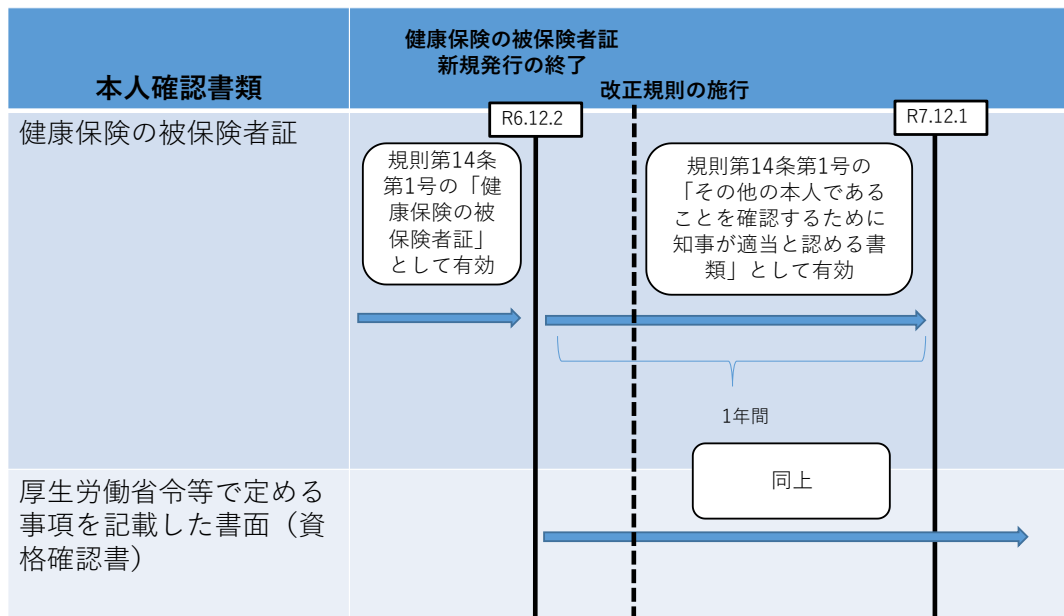 本人確認書類
健康保険の被保険者証
新規発行の終了
改正規則の施行
R6.12.2
R7.12.1
健康保険の被保険者証
規則第14条
第1号の「健
康保険の被
保険者証」
として有効
規則第14条第1号の
「その他の本人である
ことを確認するために
知事が適当と認める書
類」として有効
1年間
厚生労働省令等で定める
事項を記載した書面（資
格確認書）
同上